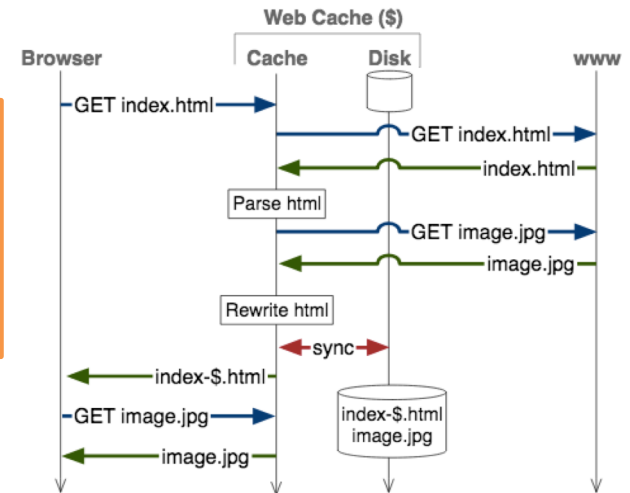 Web Cache ($)
Browser
Cache
Disk
www
GET index.html
GET index.html
index.html
Parse html
GET image.jpg
image.jpg
Rewrite html
sync
index-$.html
GET image.jpg
index-$.html
image.jpg
image.jpg